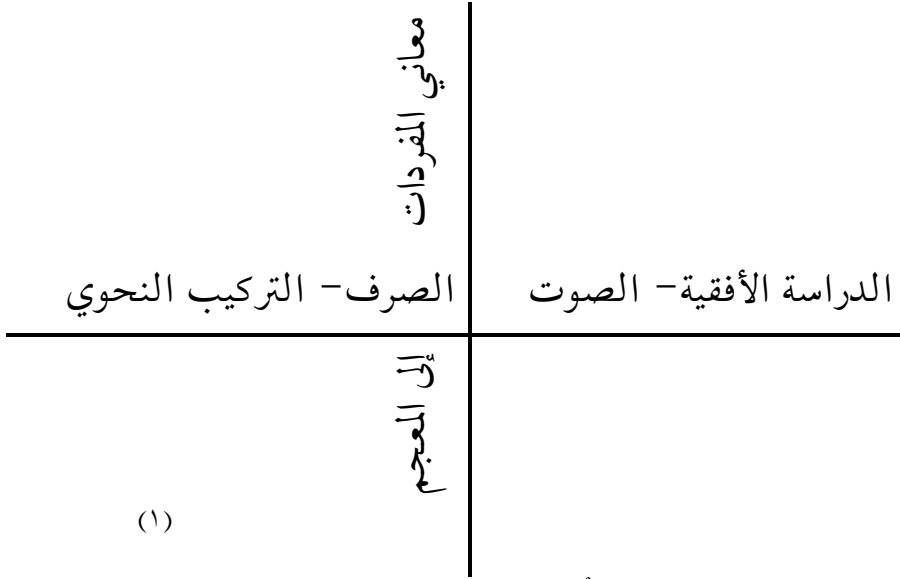 معاني المفردات
الدراسة الأفقية- الصوت الصرف- التركيب النحوي
إلى المعجم
(١)